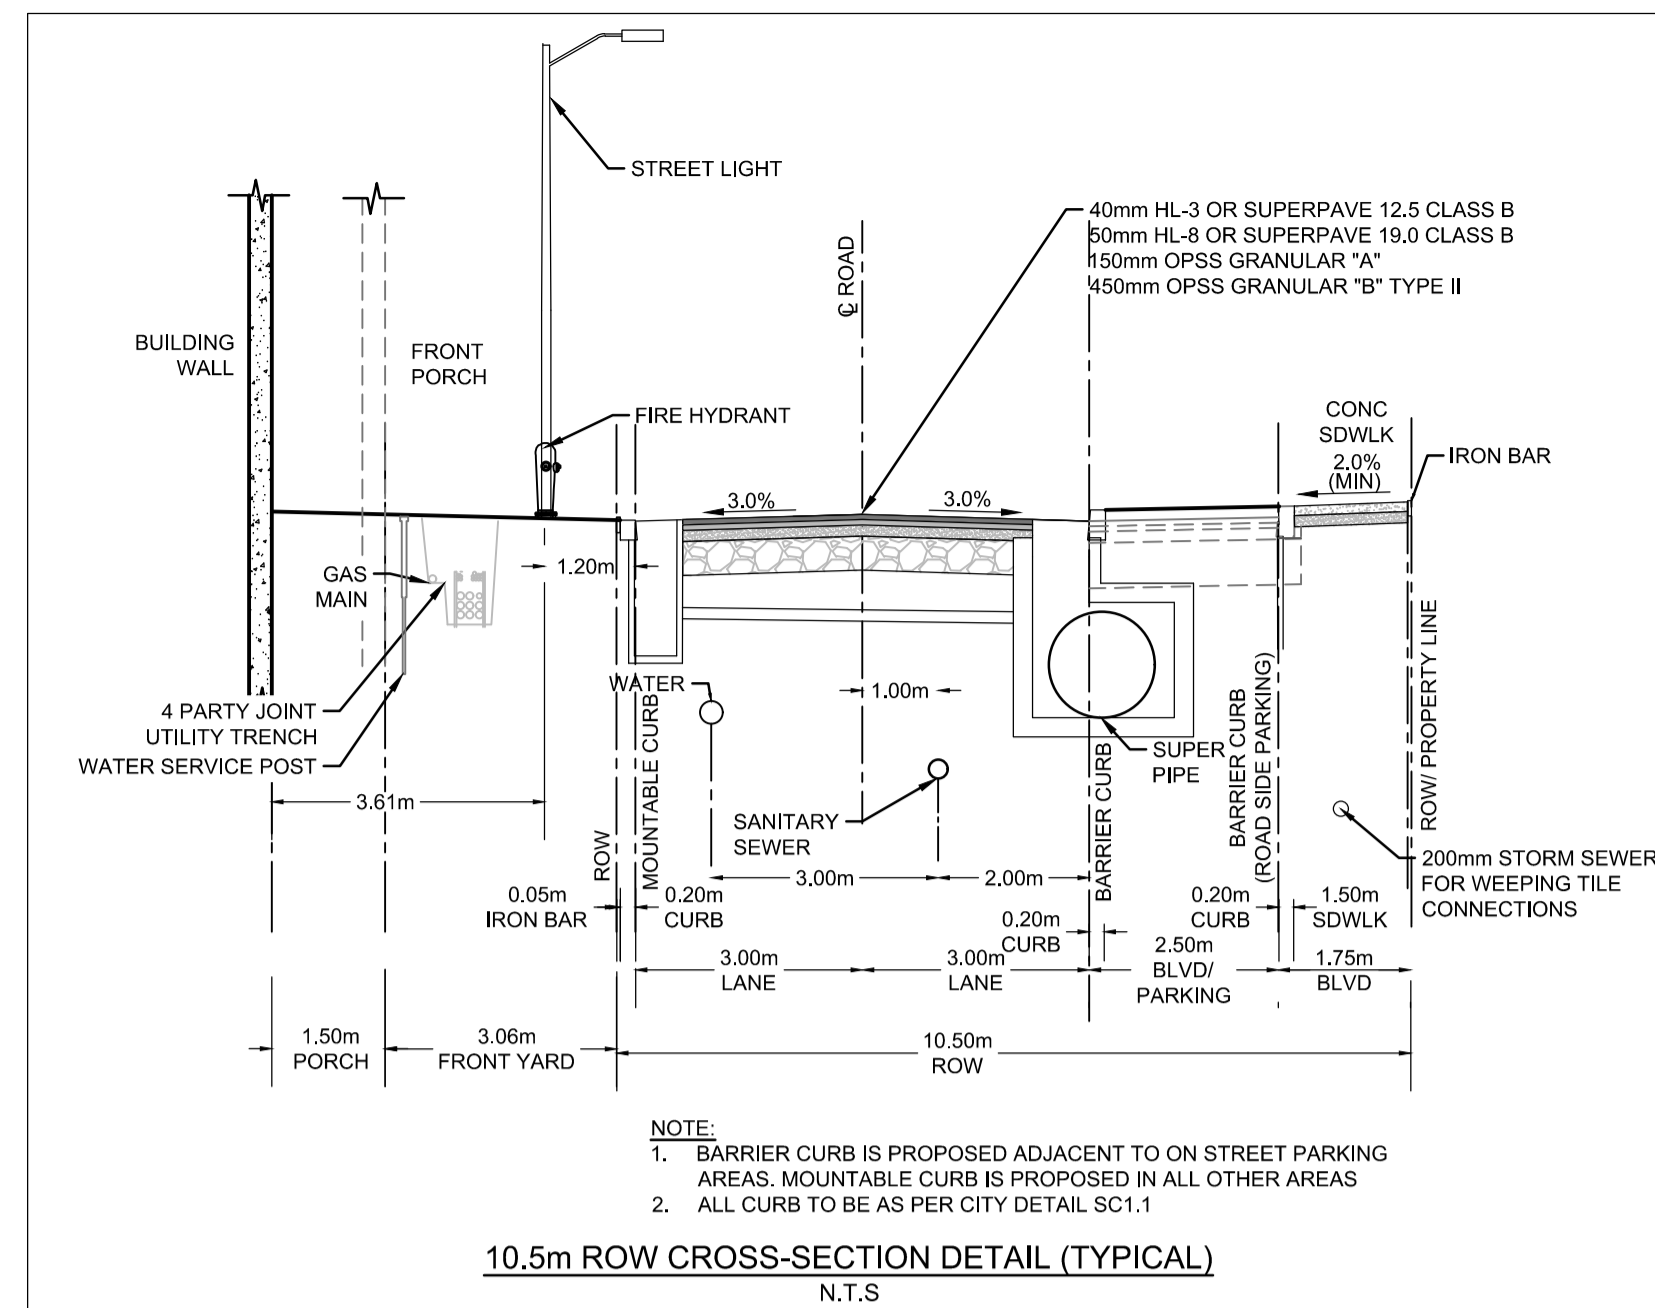 STREET LIGHT
40mm HL-3 OR SUPERPAVE 12.5 CLASS B
50mm HL-8 OR SUPERPAVE 19.0 CLASS B
150mm OPSS GRANULAR "A"
450mm OPSS GRANULAR "B" TYPE II
℄ ROAD
BUILDING
WALL
FRONT
PORCH
FIRE HYDRANT
CONC
SDWLK
2.0%
(MIN)
IRON BAR
3.0%
3.0%
GAS
MAIN
1.20m
4 PARTY JOINT
UTILITY TRENCH
WATER SERVICE POST
3.61m
WATER
1.00m
SUPER
PIPE
SANITARY
SEWER
ROW
MOUNTABLE CURB
BARRIER CURB
BARRIER CURB
(ROAD SIDE PARKING)
ROW/ PROPERTY LINE
200mm STORM SEWER
FOR WEEPING TILE
CONNECTIONS
3.00m
2.00m
0.05m
IRON BAR
0.20m
CURB
0.20m
CURB
0.20m
CURB
1.50m
SDWLK
3.00m
LANE
3.00m
LANE
2.50m
BLVD/
PARKING
1.75m
BLVD
1.50m
PORCH
3.06m
FRONT YARD
10.50m
ROW
NOTE:
1. BARRIER CURB IS PROPOSED ADJACENT TO ON STREET PARKING
AREAS. MOUNTABLE CURB IS PROPOSED IN ALL OTHER AREAS
2. ALL CURB TO BE AS PER CITY DETAIL SC1.1
10.5m ROW CROSS-SECTION DETAIL (TYPICAL)
N.T.S